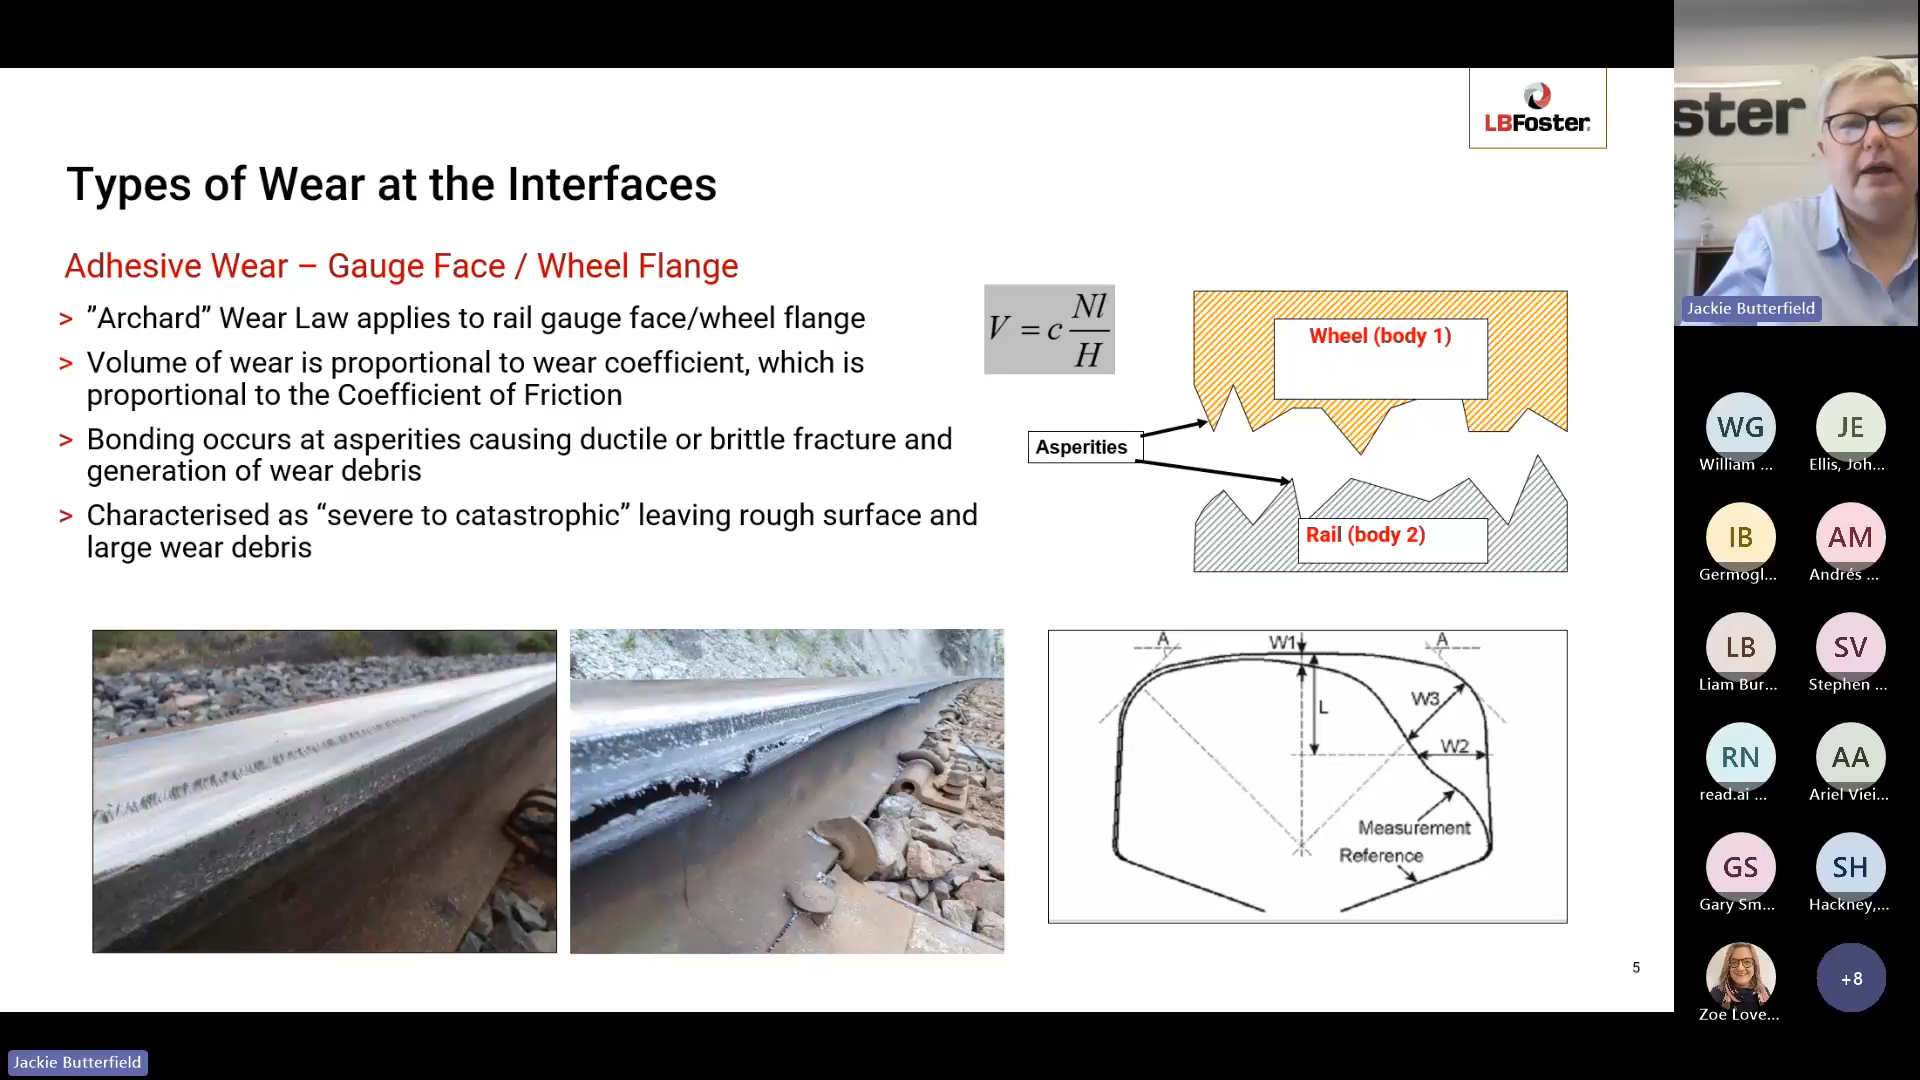 LBFoster
Types of Wear at the Interfaces
Adhesive Wear – Gauge Face / Wheel Flange
> ”Archard” Wear Law applies to rail gauge face/wheel flange
> Volume of wear is proportional to wear coefficient, which is
proportional to the Coefficient of Friction
> Bonding occurs at asperities causing ductile or brittle fracture and
generation of wear debris
> Characterised as “severe to catastrophic” leaving rough surface and
large wear debris
V = c Nl
H
Wheel (body 1)
Asperities
Rail (body 2)
A W1 A
W3
L
W2
Measurement
Reference
5
ster
Jackie Butterfield
WG JE
William ... Ellis, Joh...
IB AM
Germogl... Andrés ...
LB SV
Liam Bur... Stephen ...
RN AA
read.ai ... Ariel Viei...
GS SH
Gary Sm... Hackney,...
+8
Zoe Love...
Jackie Butterfield